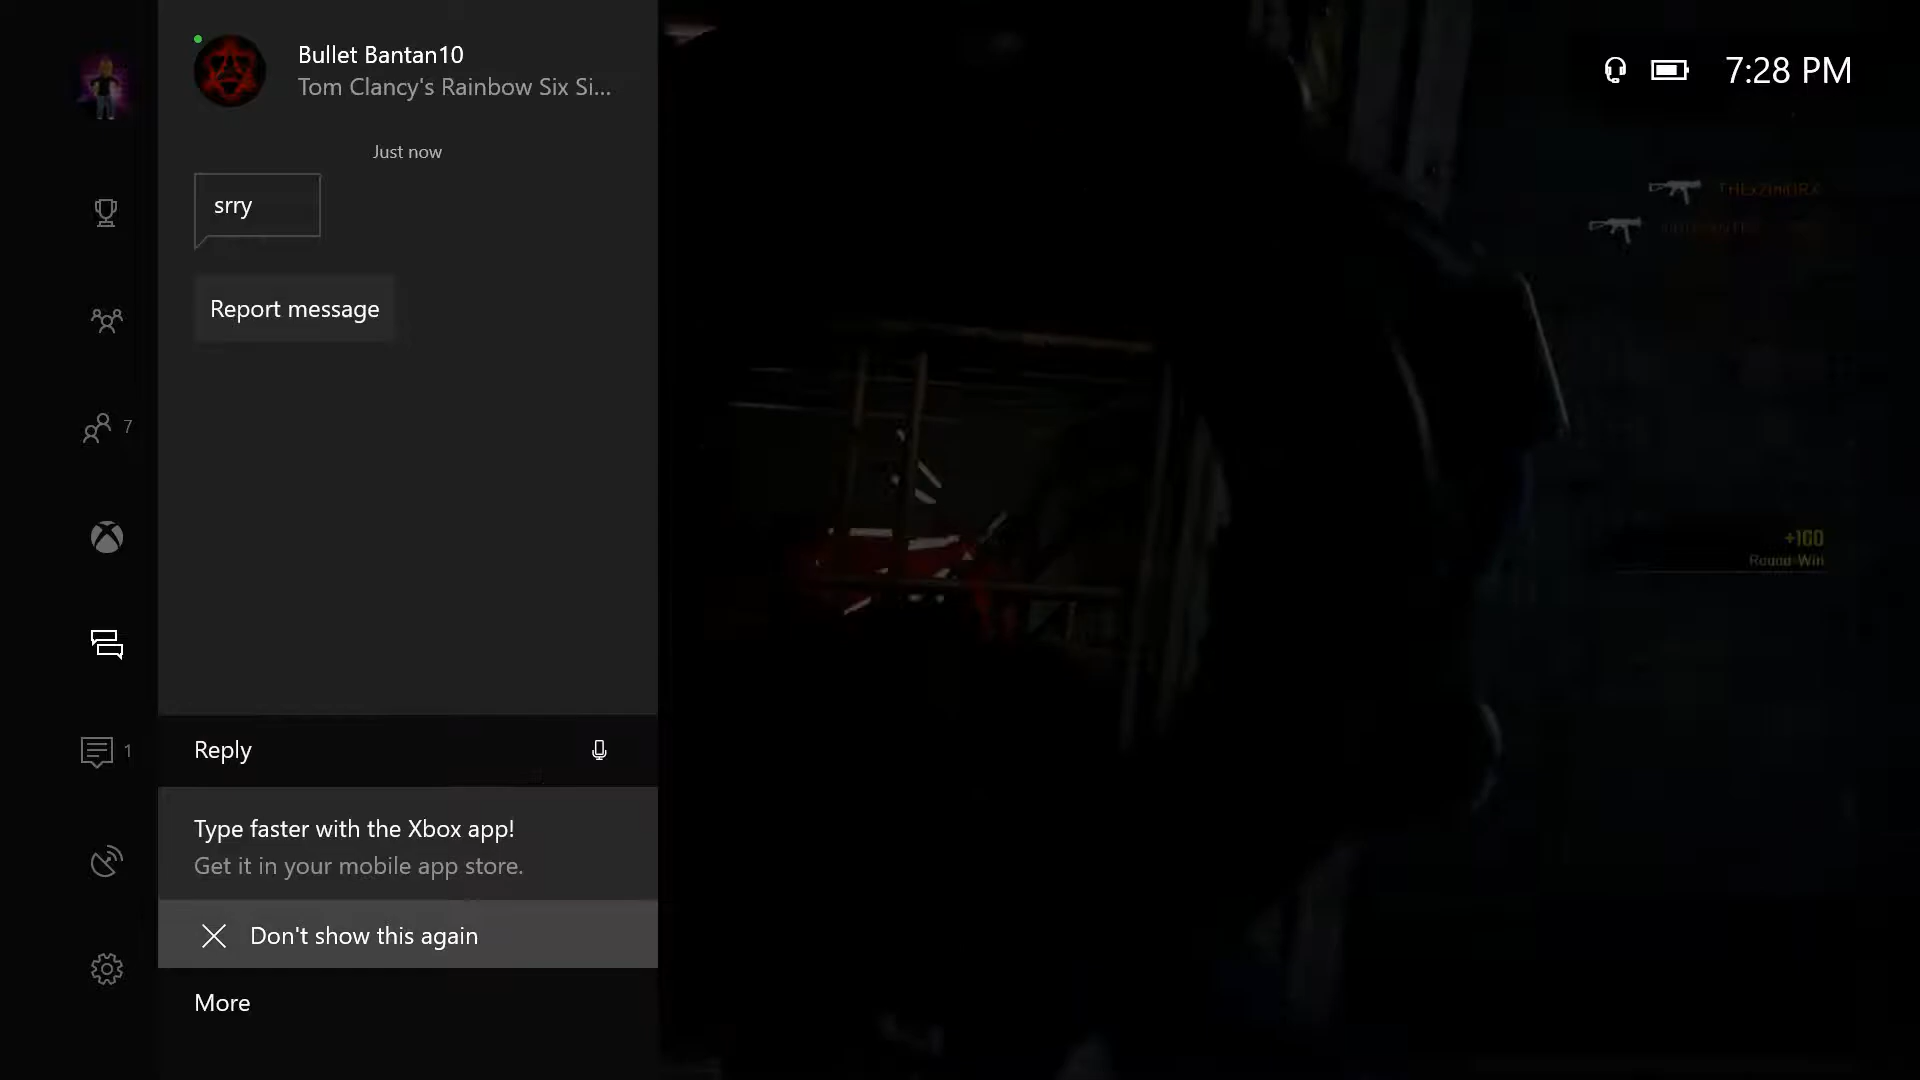 Bullet Bantan10
Tom Clancy's Rainbow Six Si...
7:28 PM
Just now
srry
Report message
7
+100
Round Win
Reply
1
Type faster with the Xbox app!
Get it in your mobile app store.
Don't show this again
More